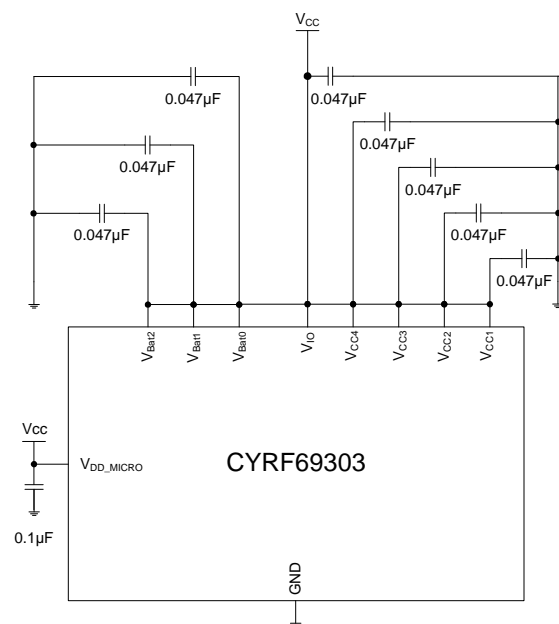 VCC
0.047µF
0.047µF
0.047µF
0.047µF
0.047µF
0.047µF
0.047µF
0.047µF
VBat2
VBat1
VBat0
VIO
VCC4
VCC3
VCC2
VCC1
Vcc
VDD_MICRO
CYRF69303
0.1µF
GND